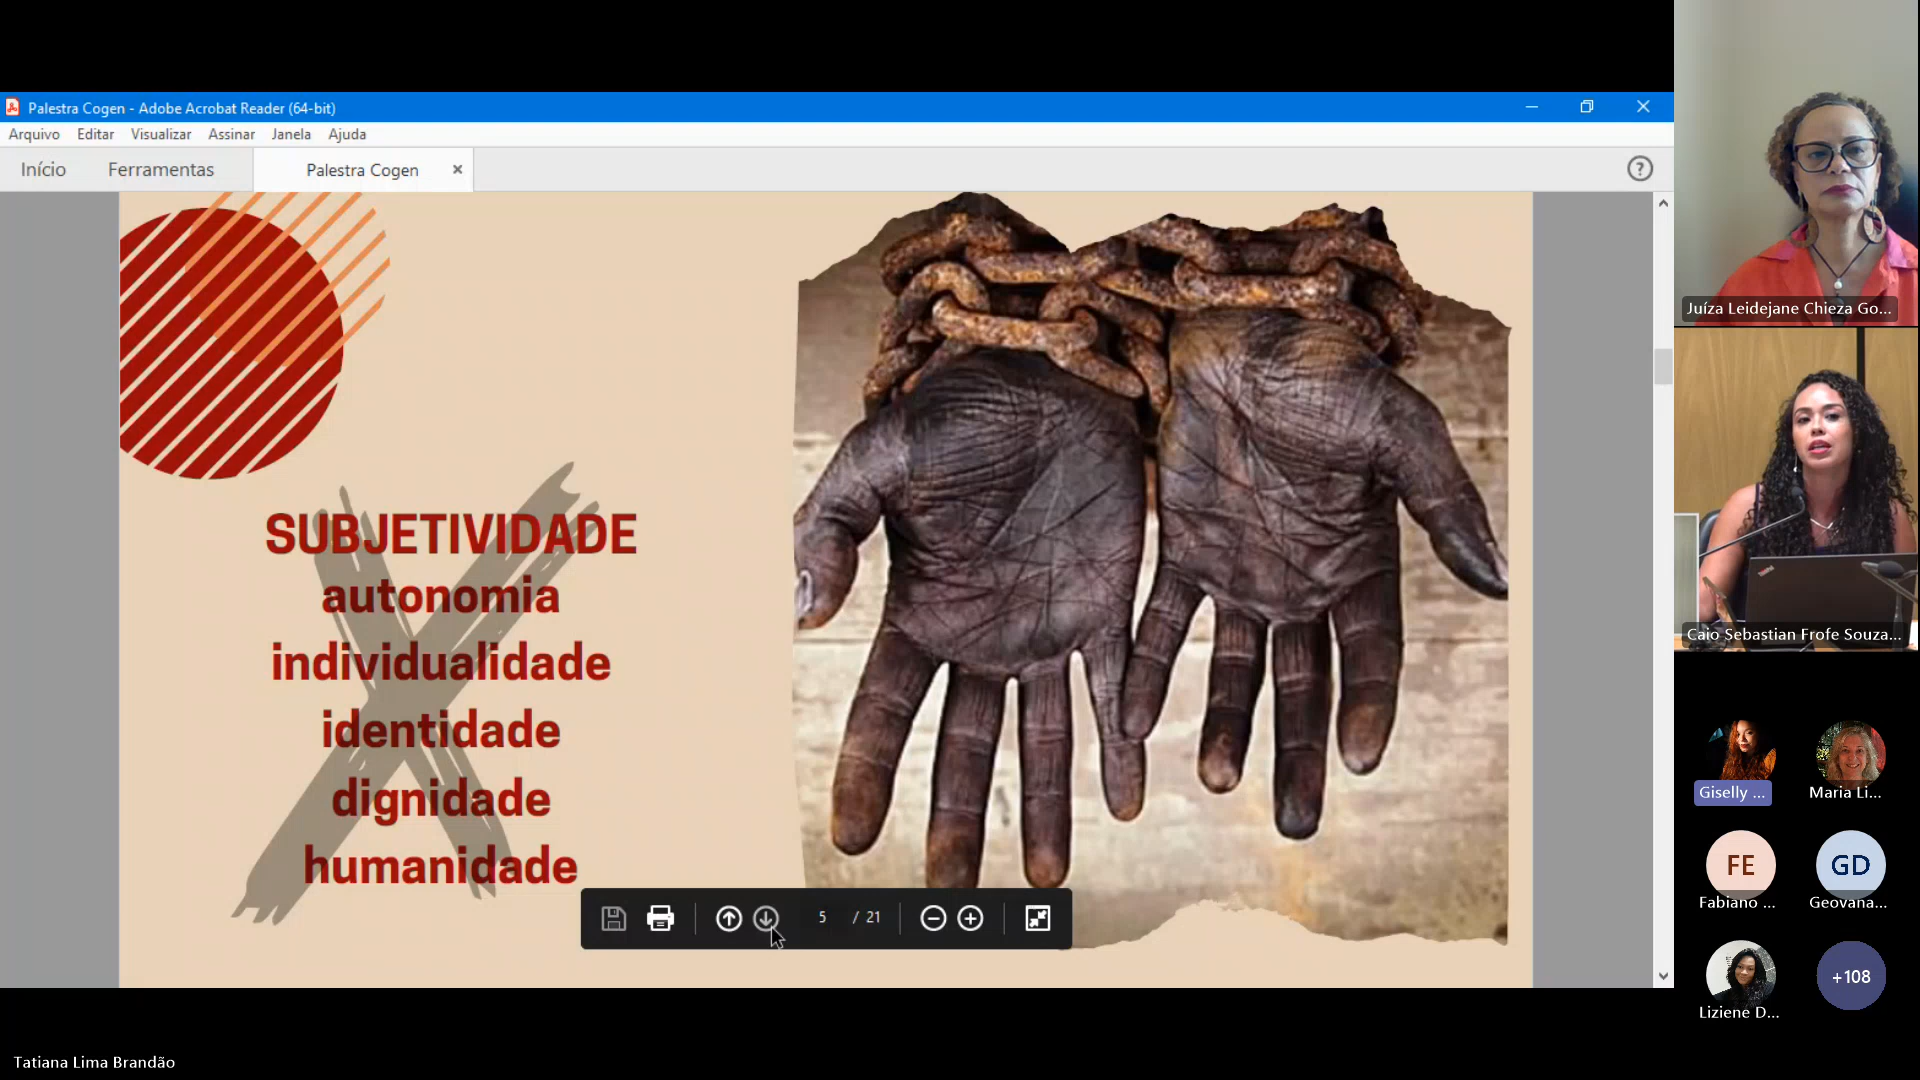 Palestra Cogen - Adobe Acrobat Reader (64-bit)
Arquivo Editar Visualizar Assinar Janela Ajuda
Início Ferramentas Palestra Cogen
SUBJETIVIDADE
autonomia
individualidade
identidade
dignidade
humanidade
5 / 21
Juíza Leidejane Chieza Go...
Caio Sebastian Frofe Souza...
Giselly ...
Maria Li...
FE
Fabiano ...
GD
Geovana...
Liziene D...
+108
Tatiana Lima Brandão